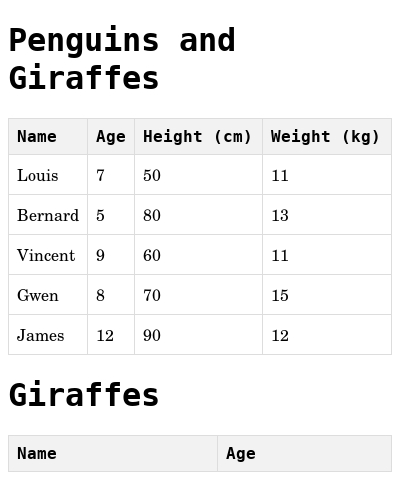 Penguins and
Giraffes
Name Age Height (cm) Weight (kg)
Louis 7 50 11
Bernard 5 80 13
Vincent 9 60 11
Gwen 8 70 15
James 12 90 12
Giraffes
Name Age